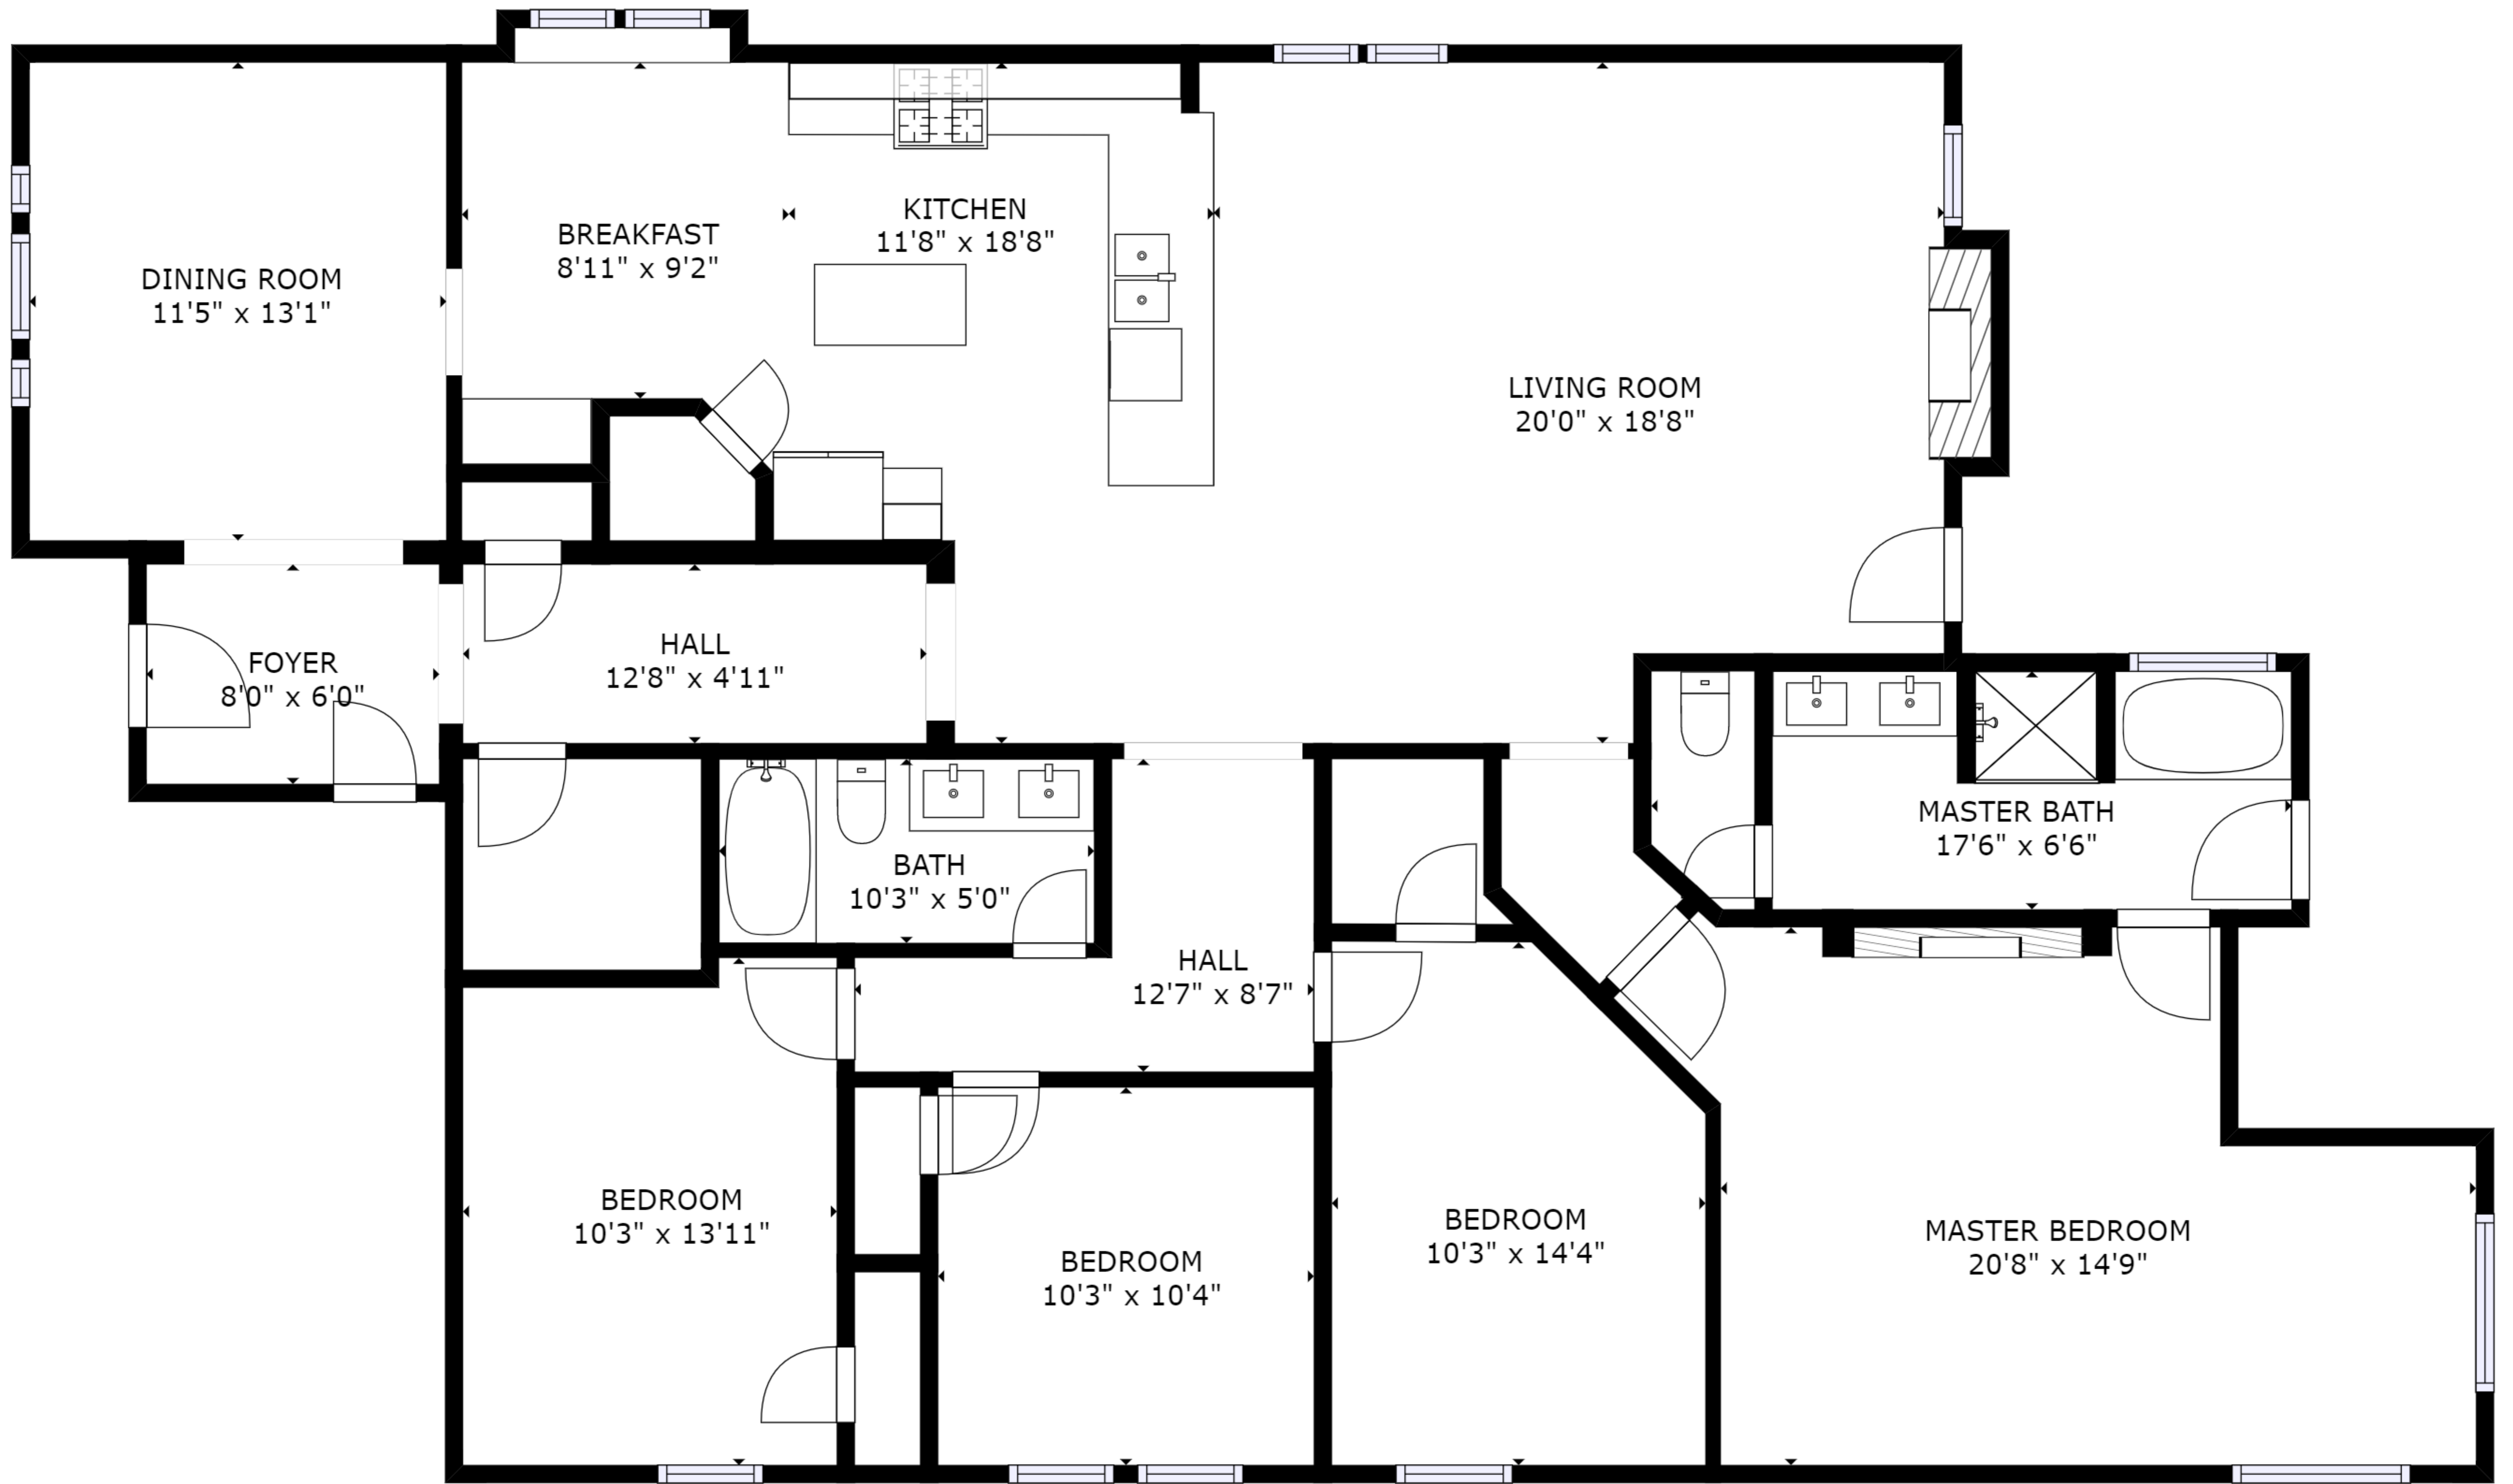 KITCHEN
11'8" x 18'8"
BREAKFAST
8'11" x 9'2"
DINING ROOM
11'5" x 13'1"
LIVING ROOM
20'0" x 18'8"
HALL
12'8" x 4'11"
FOYER
8'0" x 6'0"
MASTER BATH
17'6" x 6'6"
BATH
10'3" x 5'0"
HALL
12'7" x 8'7"
BEDROOM
10'3" x 13'11"
BEDROOM
10'3" x 10'4"
BEDROOM
10'3" x 14'4"
MASTER BEDROOM
20'8" x 14'9"